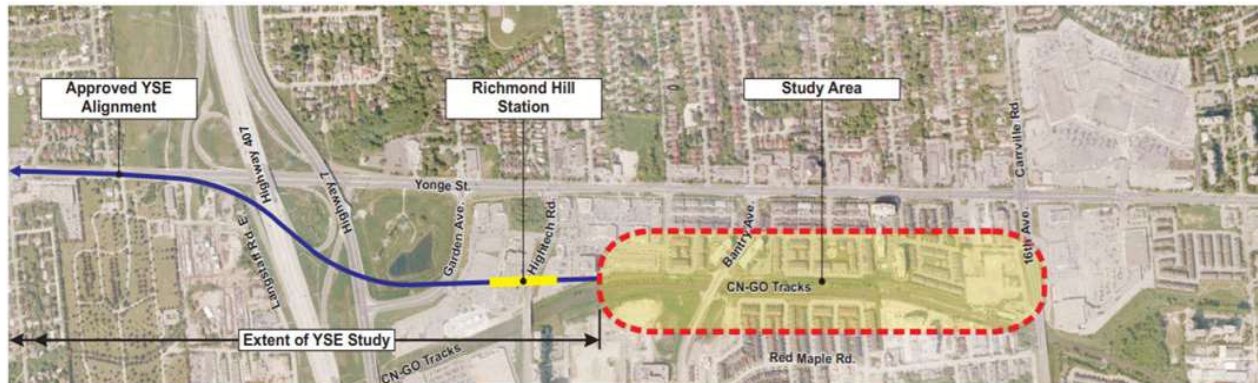 Approved YSE
Alignment
Richmond Hill
Station
Study Area
Highway 407
Highway 7
Langstaff Rd. E
Yonge St.
Garden Ave.
Hightech Rd.
Bantry Ave.
Carrville Rd
16th Ave.
CN-GO Tracks
Extent of YSE Study
CN-GO Tracks
Red Maple Rd.